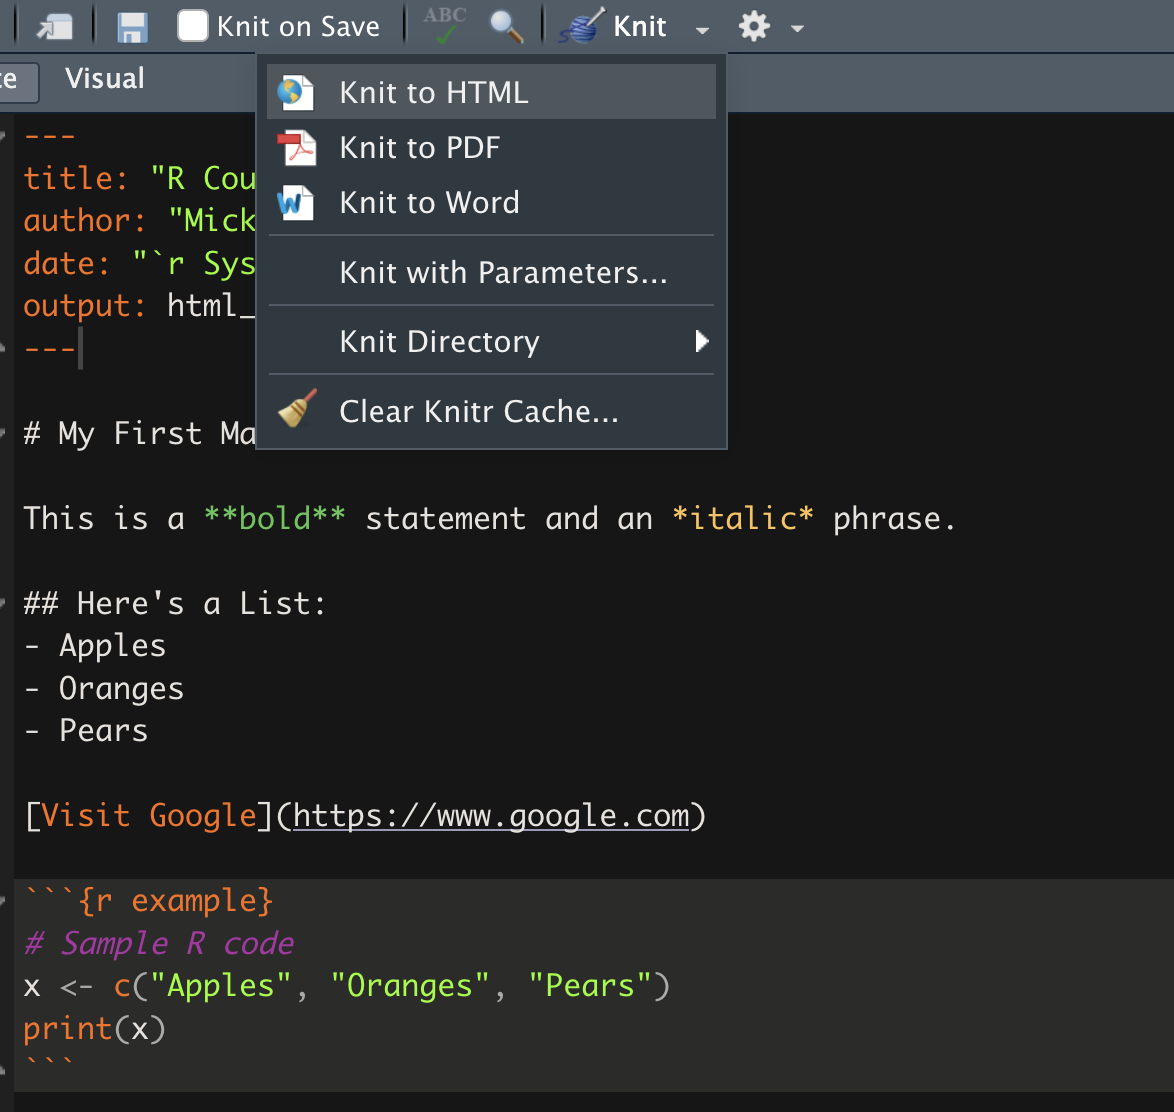 Knit on Save ABC Knit
Visual
Knit to HTML
Knit to PDF
Knit to Word
Knit with Parameters...
Knit Directory
Clear Knitr Cache...
---
title: "R Cou
author: "Mick
date: "`r Sys
output: html_
---
# My First Ma
This is a **bold** statement and an *italic* phrase.
## Here's a List:
- Apples
- Oranges
- Pears
[Visit Google](https://www.google.com)
```{r example}
# Sample R code
x <- c("Apples", "Oranges", "Pears")
print(x)
```